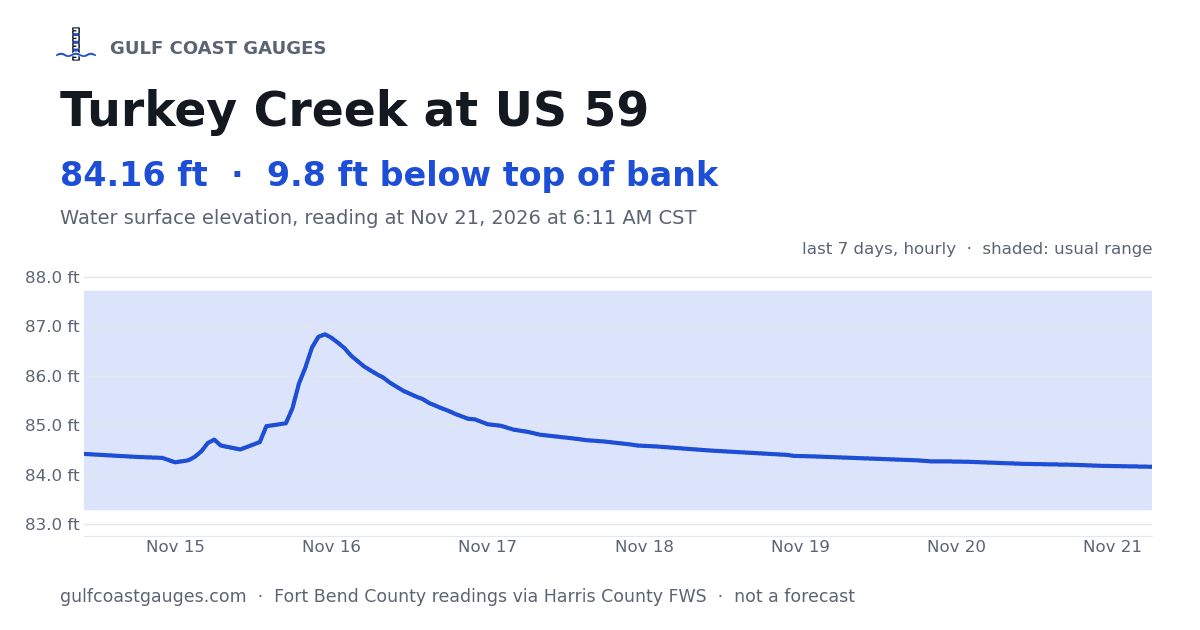 GULF COAST GAUGES
Turkey Creek at US 59
84.16 ft · 9.8 ft below top of bank
Water surface elevation, reading at Nov 21, 2026 at 6:11 AM CST
last 7 days, hourly · shaded: usual range
88.0 ft
87.0 ft
86.0 ft
85.0 ft
84.0 ft
83.0 ft
Nov 15 Nov 16 Nov 17 Nov 18 Nov 19 Nov 20 Nov 21
gulfcoastgauges.com · Fort Bend County readings via Harris County FWS · not a forecast